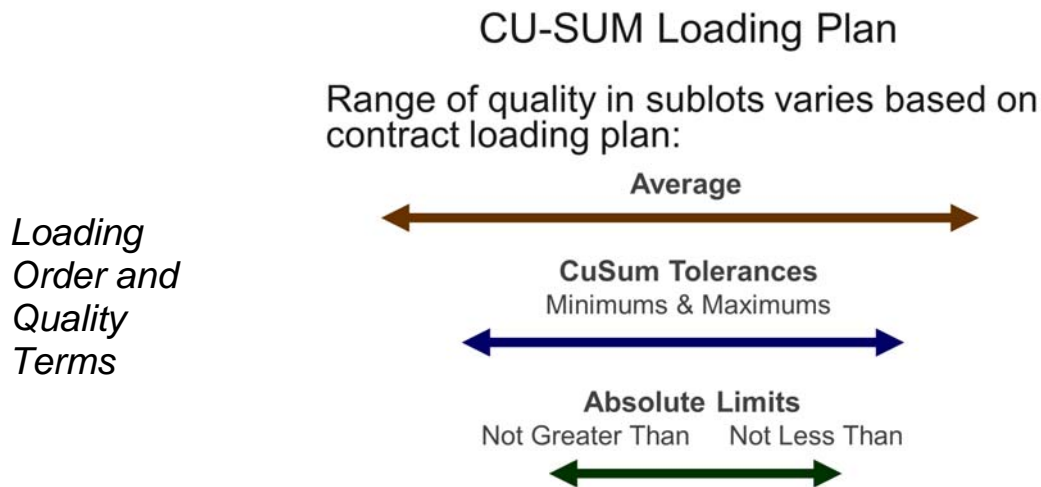 CU-SUM Loading Plan
Range of quality in sublots varies based on
contract loading plan:
Average
Loading
Order and
Quality
Terms
CuSum Tolerances
Minimums & Maximums
Absolute Limits
Not Greater Than Not Less Than